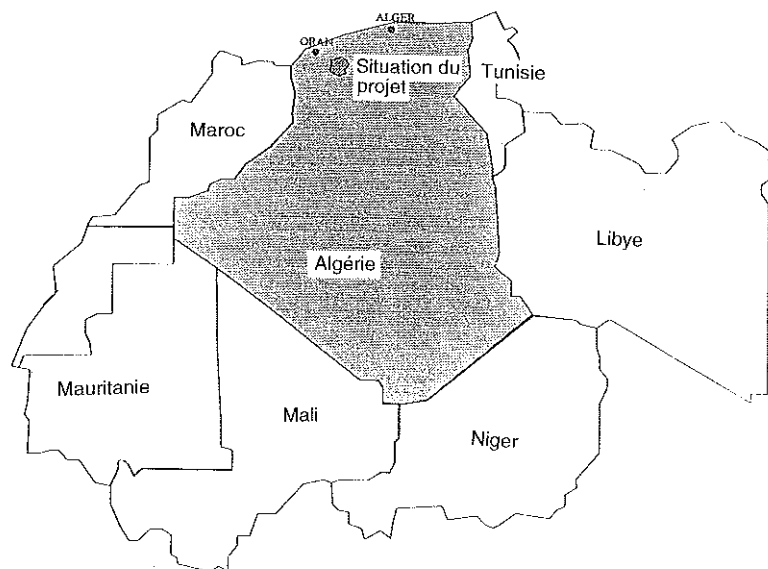 ALGER
ORAN
Situation du
projet
Tunisie
Maroc
Libye
Algérie
Mauritanie
Mali
Niger